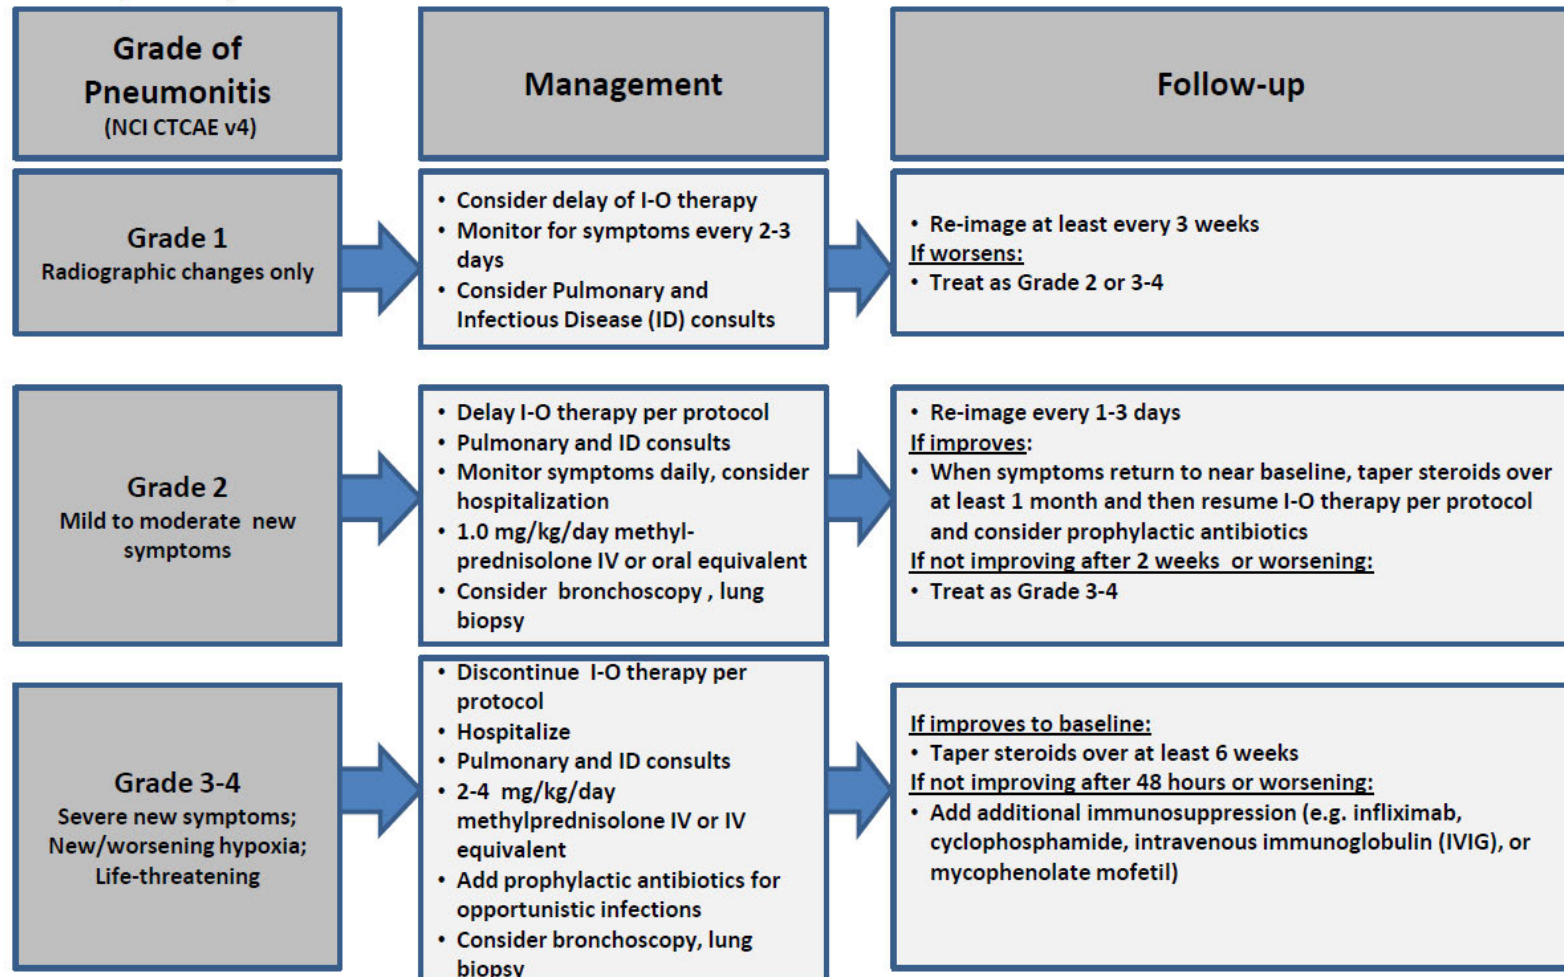 Grade of
Pneumonitis
(NCI CTCAE v4)
Management
Follow-up
Grade 1
Radiographic changes only
• Consider delay of I-O therapy
• Monitor for symptoms every 2-3
days
• Consider Pulmonary and
Infectious Disease (ID) consults
• Re-image at least every 3 weeks
If worsens:
• Treat as Grade 2 or 3-4
Grade 2
Mild to moderate new
symptoms
• Delay I-O therapy per protocol
• Pulmonary and ID consults
• Monitor symptoms daily, consider
hospitalization
• 1.0 mg/kg/day methyl-
prednisolone IV or oral equivalent
• Consider bronchoscopy , lung
biopsy
• Re-image every 1-3 days
If improves:
• When symptoms return to near baseline, taper steroids over
at least 1 month and then resume I-O therapy per protocol
and consider prophylactic antibiotics
If not improving after 2 weeks or worsening:
• Treat as Grade 3-4
Grade 3-4
Severe new symptoms;
New/worsening hypoxia;
Life-threatening
• Discontinue I-O therapy per
protocol
• Hospitalize
• Pulmonary and ID consults
• 2-4 mg/kg/day
methylprednisolone IV or IV
equivalent
• Add prophylactic antibiotics for
opportunistic infections
• Consider bronchoscopy, lung
biopsy
If improves to baseline:
• Taper steroids over at least 6 weeks
If not improving after 48 hours or worsening:
• Add additional immunosuppression (e.g. infliximab,
cyclophosphamide, intravenous immunoglobulin (IVIG), or
mycophenolate mofetil)